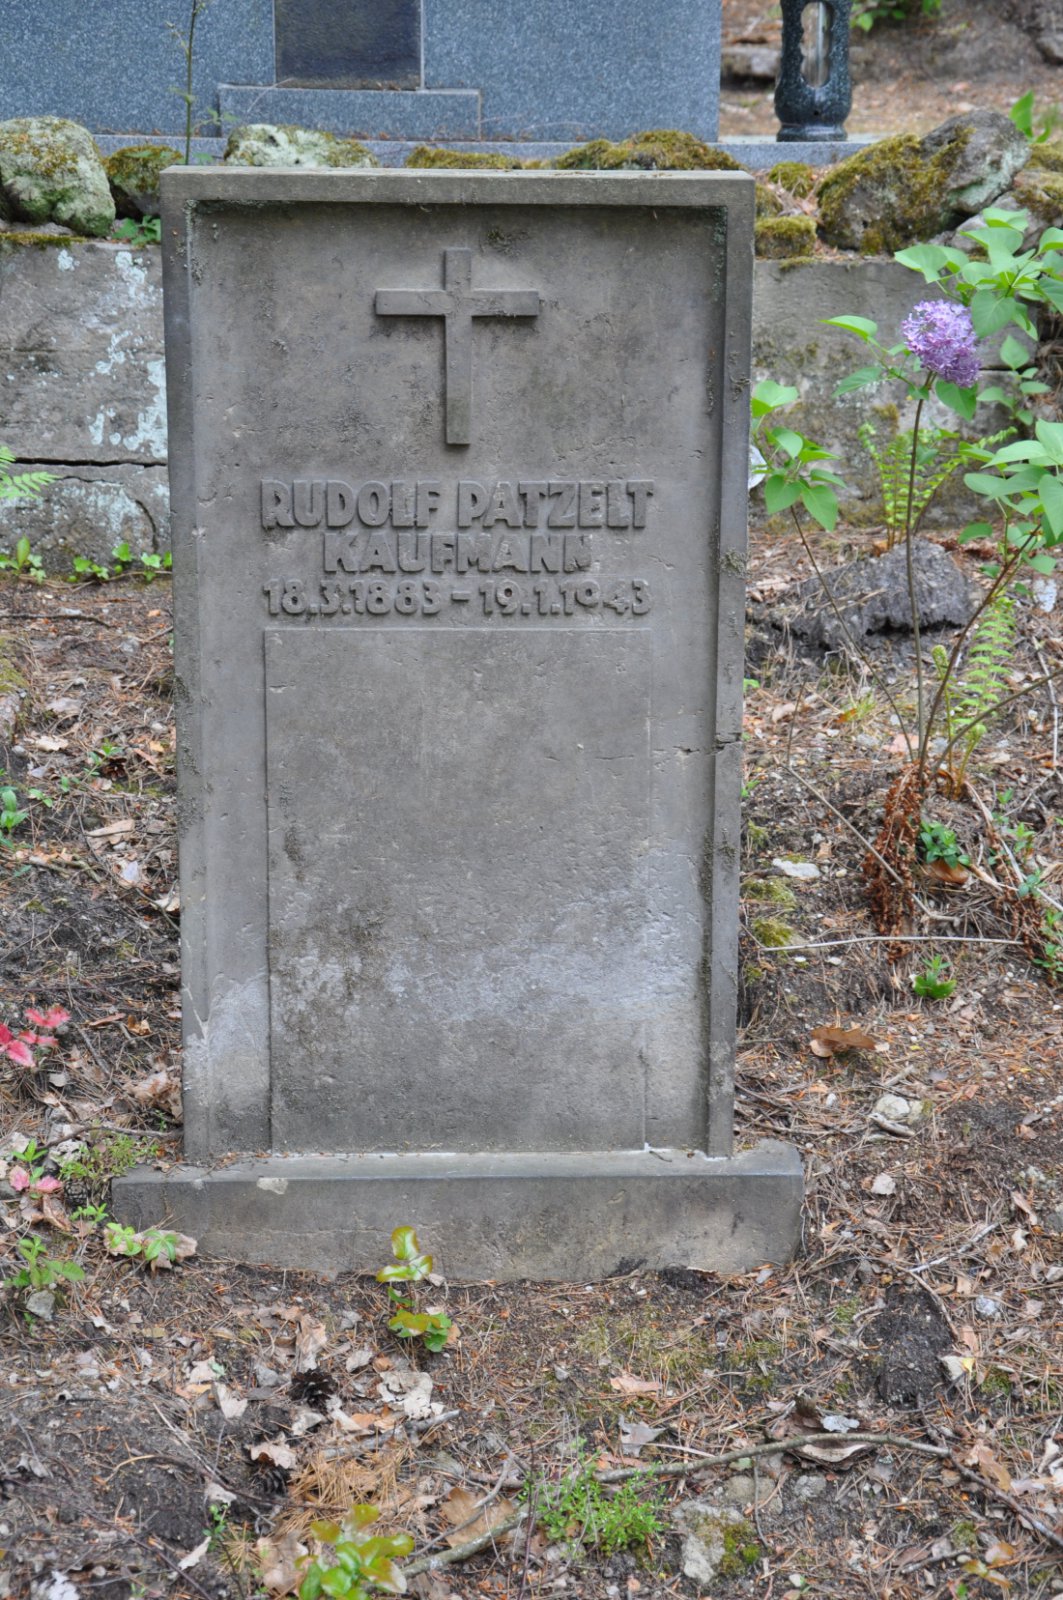 RUDOLF PATZELT
KAUFMANN
18.3.1883 - 19.1.1943